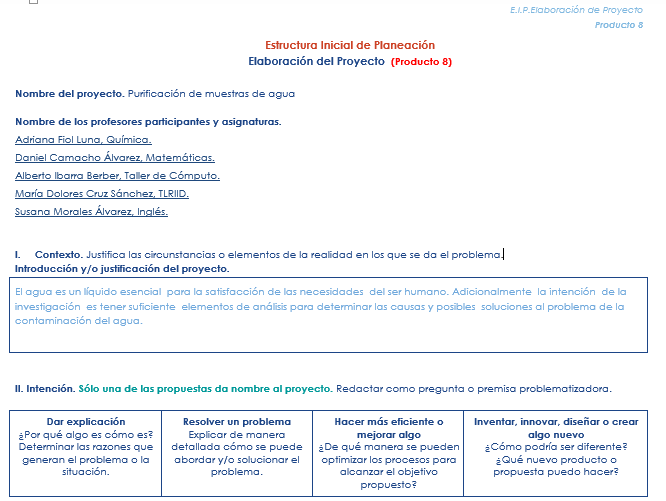 E.I.P.Elaboración de Proyecto
Producto 8
Estructura Inicial de Planeación
Elaboración del Proyecto (Producto 8)
Nombre del proyecto. Purificación de muestras de agua
Nombre de los profesores participantes y asignaturas.
Adriana Fiol Luna, Química.
Daniel Camacho Álvarez, Matemáticas.
Alberto Ibarra Berber, Taller de Cómputo.
María Dolores Cruz Sánchez, TLRIID.
Susana Morales Álvarez, Inglés.
I. Contexto. Justifica las circunstancias o elementos de la realidad en los que se da el problema.
Introducción y/o justificación del proyecto.
El agua es un líquido esencial para la satisfacción de las necesidades del ser humano. Adicionalmente la intención de la
investigación es tener suficiente elementos de análisis para determinar las causas y posibles soluciones al problema de la
contaminación del agua.
II. Intención. Sólo una de las propuestas da nombre al proyecto. Redactar como pregunta o premisa problematizadora.
Dar explicación
¿Por qué algo es cómo es?
Determinar las razones que
generan el problema o la
situación.
Resolver un problema
Explicar de manera
detallada cómo se puede
abordar y/o solucionar el
problema.
Hacer más eficiente o
mejorar algo
¿De qué manera se pueden
optimizar los procesos para
alcanzar el objetivo
propuesto?
Inventar, innovar, diseñar o crear
algo nuevo
¿Cómo podría ser diferente?
¿Qué nuevo producto o
propuesta puedo hacer?